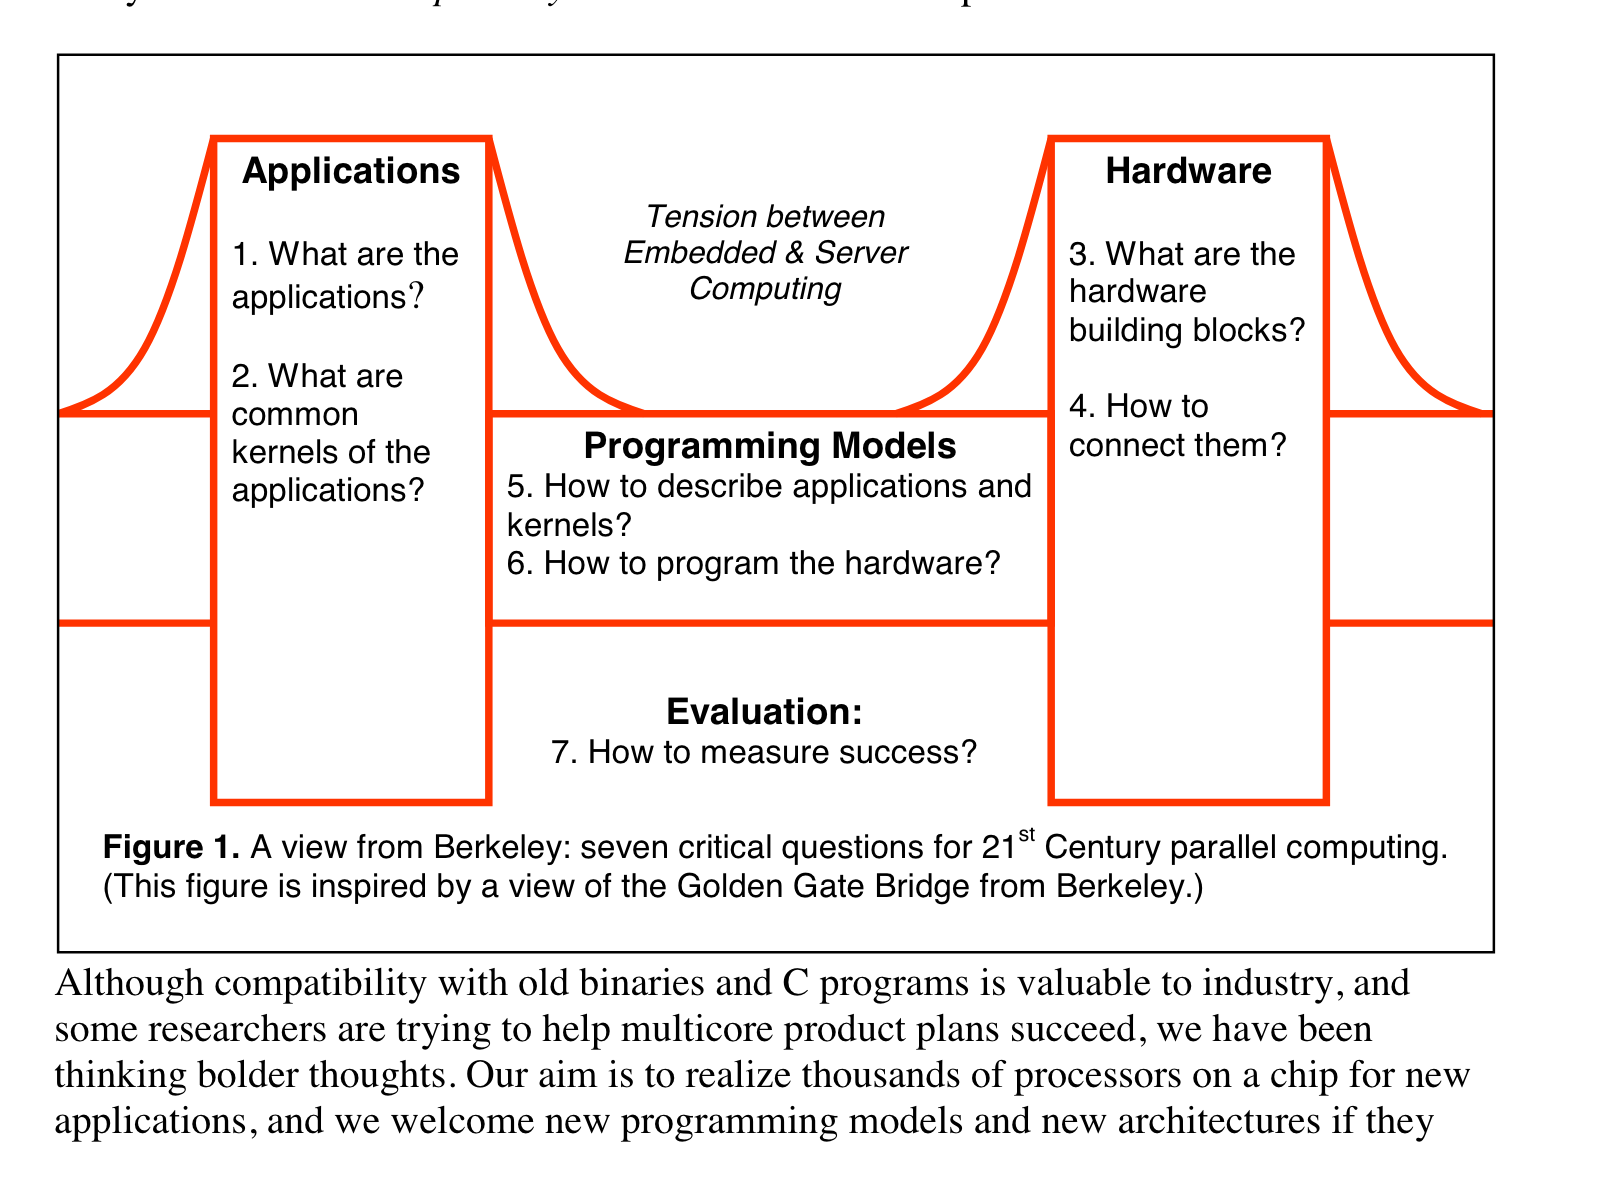 Applications
1. What are the
applications?
2. What are
common
kernels of the
applications?
Tension between
Embedded & Server
Computing
Hardware
3. What are the
hardware
building blocks?
4. How to
connect them?
Programming Models
5. How to describe applications and
kernels?
6. How to program the hardware?
Evaluation:
7. How to measure success?
Figure 1. A view from Berkeley: seven critical questions for 21st Century parallel computing.
(This figure is inspired by a view of the Golden Gate Bridge from Berkeley.)
Although compatibility with old binaries and C programs is valuable to industry, and
some researchers are trying to help multicore product plans succeed, we have been
thinking bolder thoughts. Our aim is to realize thousands of processors on a chip for new
applications, and we welcome new programming models and new architectures if they